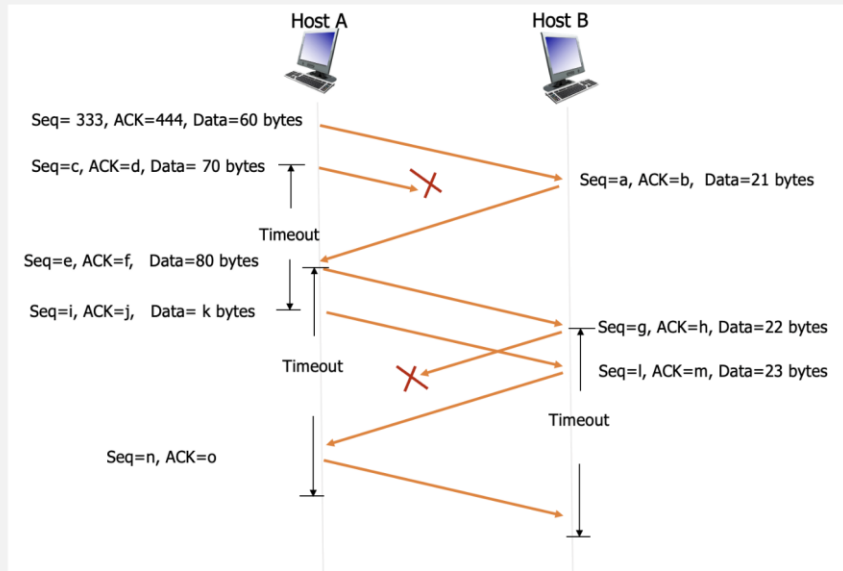 Host A
Host B
Seq= 333, ACK=444, Data=60 bytes
Seq=c, ACK=d, Data= 70 bytes
Seq=a, ACK=b, Data=21 bytes
Timeout
Seq=e, ACK=f, Data=80 bytes
Seq=i, ACK=j, Data= k bytes
Seq=g, ACK=h, Data=22 bytes
Timeout
Seq=l, ACK=m, Data=23 bytes
Timeout
Seq=n, ACK=o